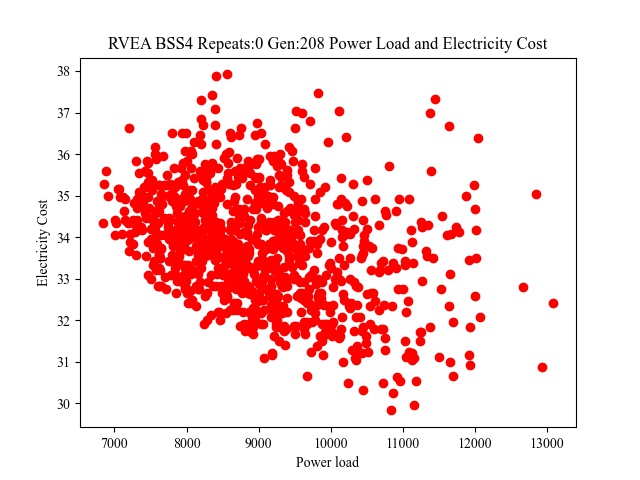 RVEA BSS4 Repeats:0 Gen:208 Power Load and Electricity Cost
38
37
36
35
34
33
32
31
30
Electricity Cost
7000 8000 9000 10000 11000 12000 13000
Power load